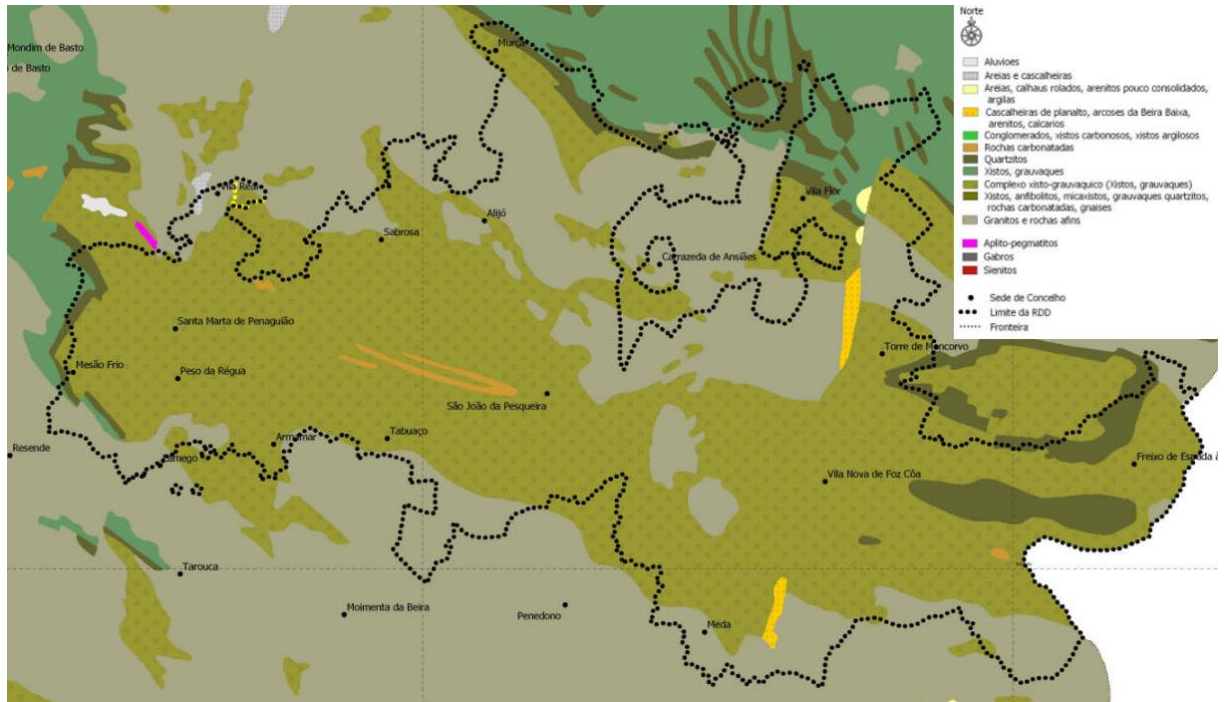 Norte
Aluvioes
Areias e cascalheiras
Areias, calhaus rolados, arenitos pouco consolidados,
argilas
Cascalheiras de planalto, arcoses da Beira Baixa,
arenitos, calcarios
Conglomerados, xistos carbonosos, xistos argilosos
Rochas carbonatadas
Quartzitos
Xistos, grauvaques
Complexo xisto-grauvaquico (Xistos, grauvaques)
Xistos, anfibolitos, micaxistos, grauvaques quartzitos,
rochas carbonatadas, gnaises
Granitos e rochas afins
Aplito-pegmatitos
Gabros
Sienitos
Sede de Concelho
Limite da RDD
Fronteira
Mondim de Basto
de Basto
Murça
Vila Real
Vila Flor
Alijó
Sabrosa
Carrazeda de Ansiães
Santa Marta de Penaguião
Torre de Moncorvo
Mesão Frio
Peso da Régua
São João da Pesqueira
Resende
Armamar
Tabuaço
Lamego
Freixo de Espada à
Vila Nova de Foz Côa
Tarouca
Moimenta da Beira
Penedono
Meda